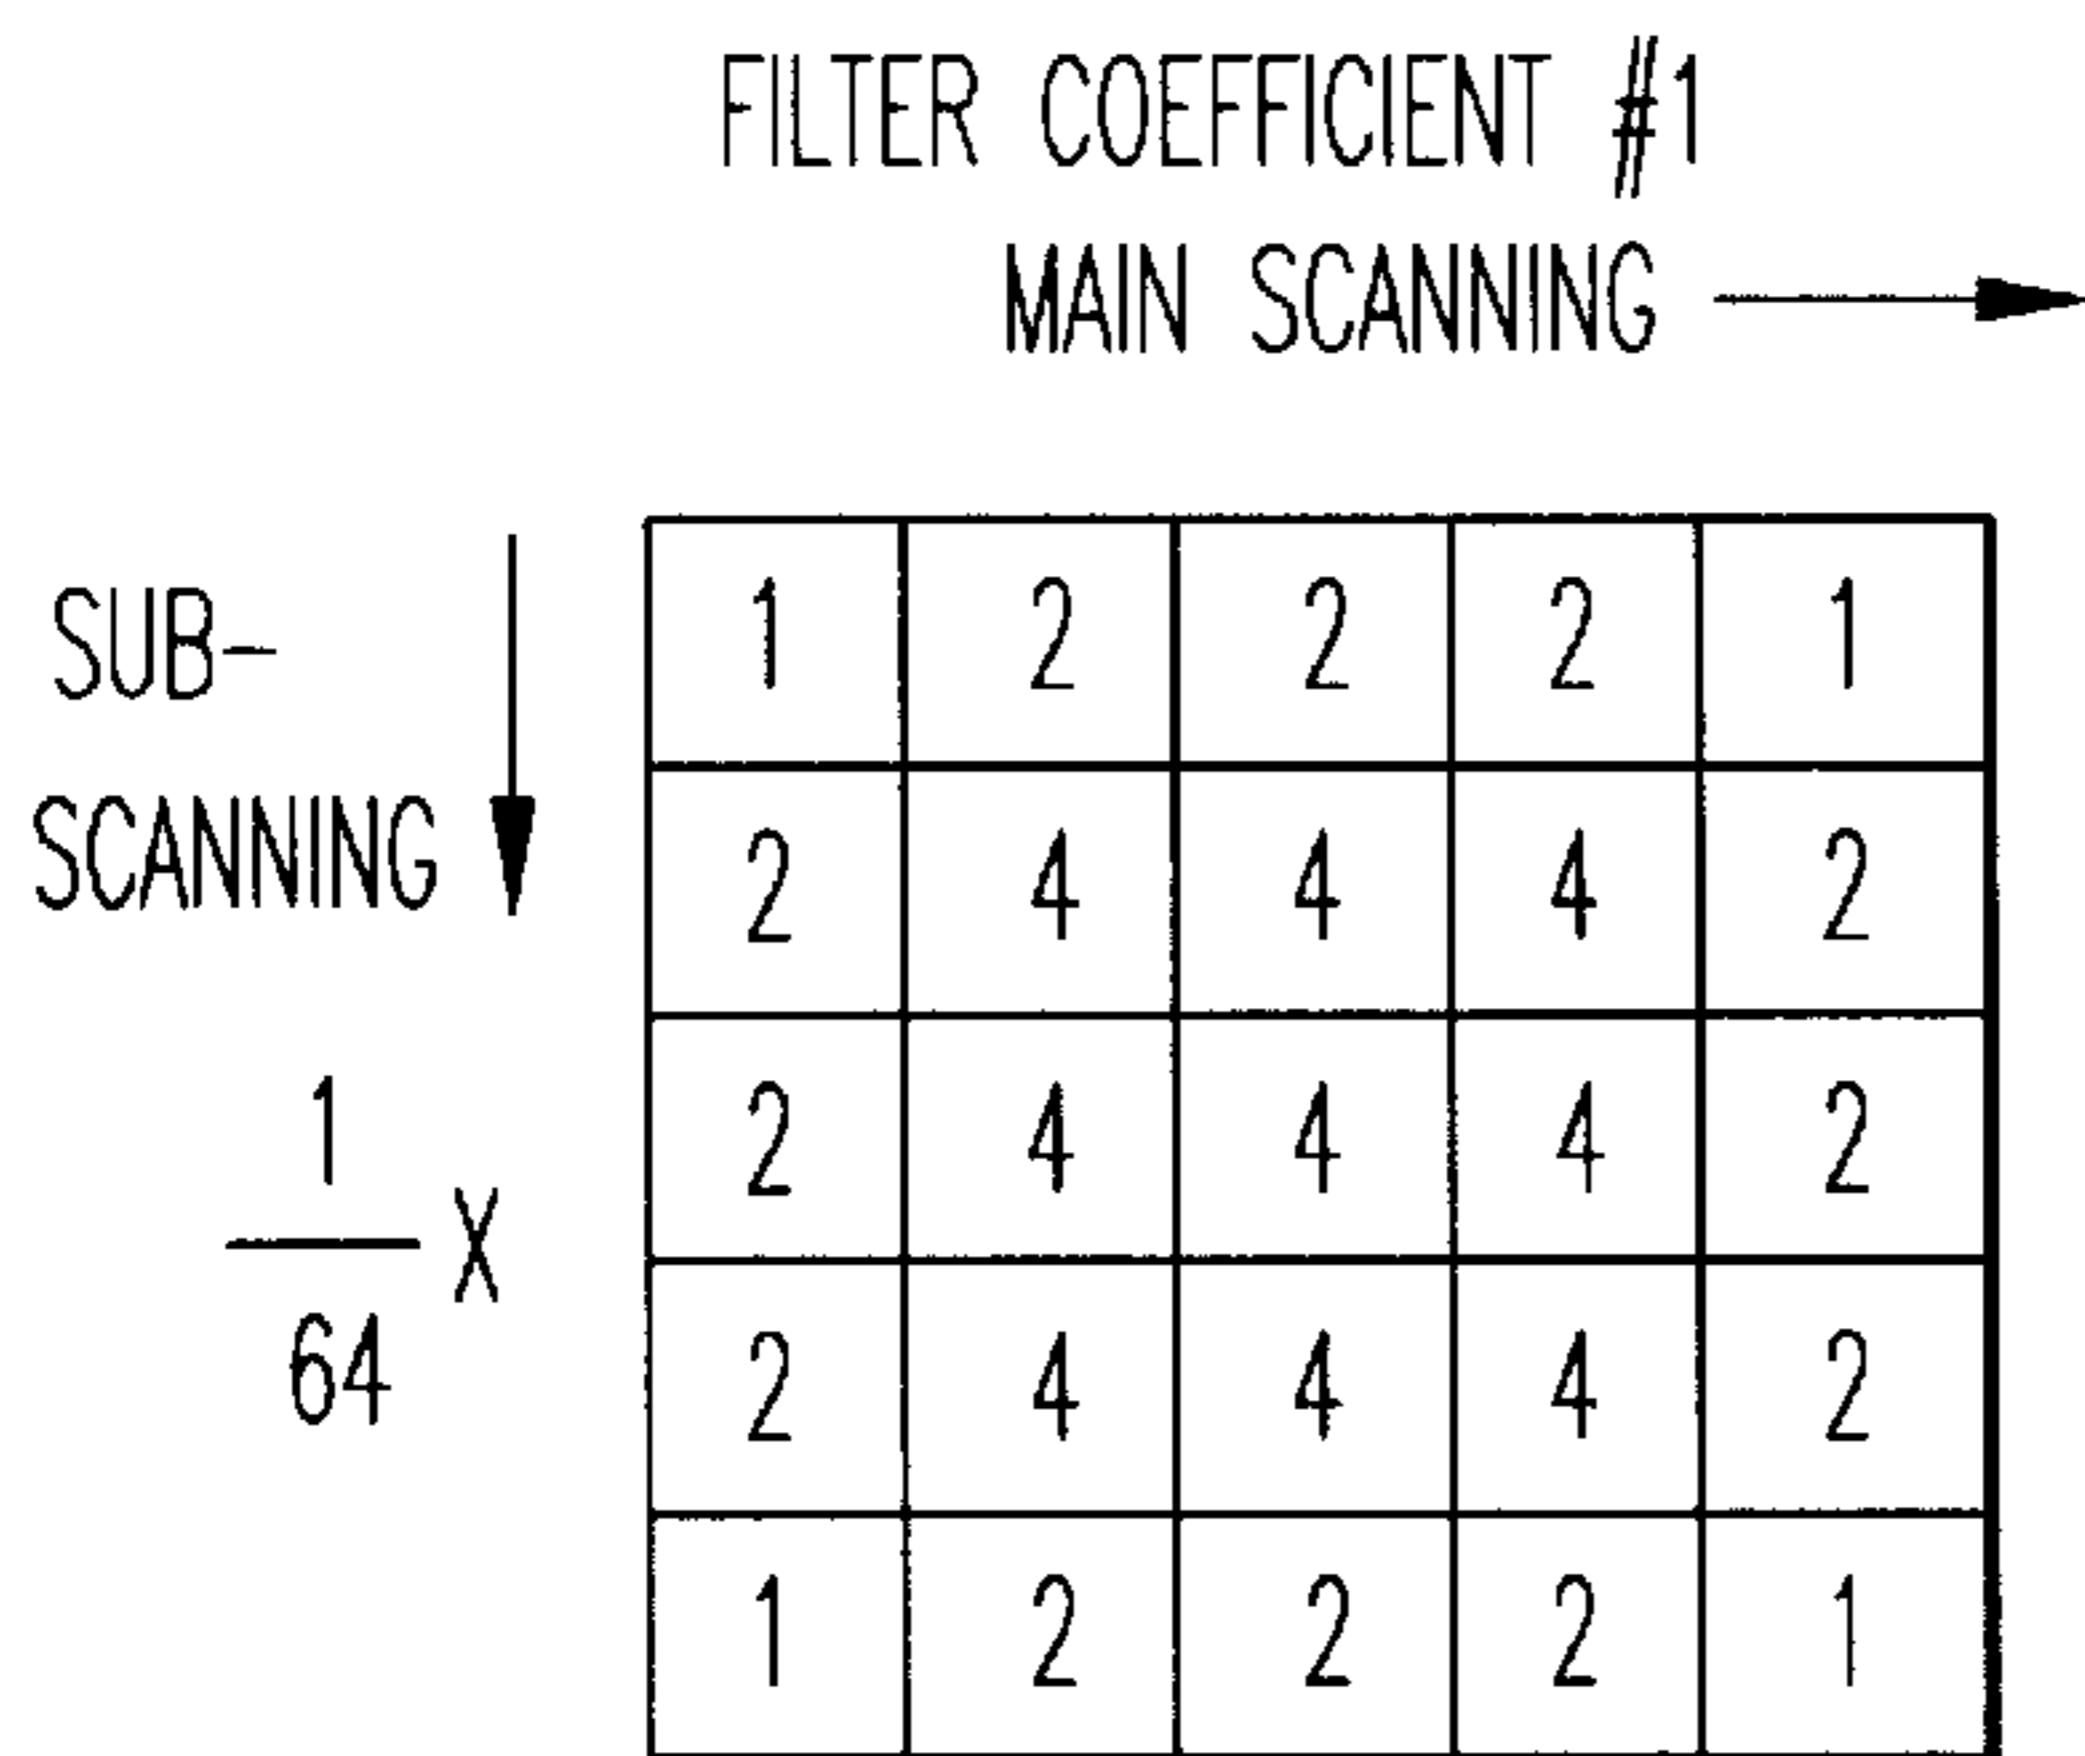 FILTER COEFFICIENT #1
MAIN SCANNING
SUB-
SCANNING
1 2 2 2 1
2 4 4 4 2
2 4 4 4 2
2 4 4 4 2
1 2 2 2 1
1
X
64